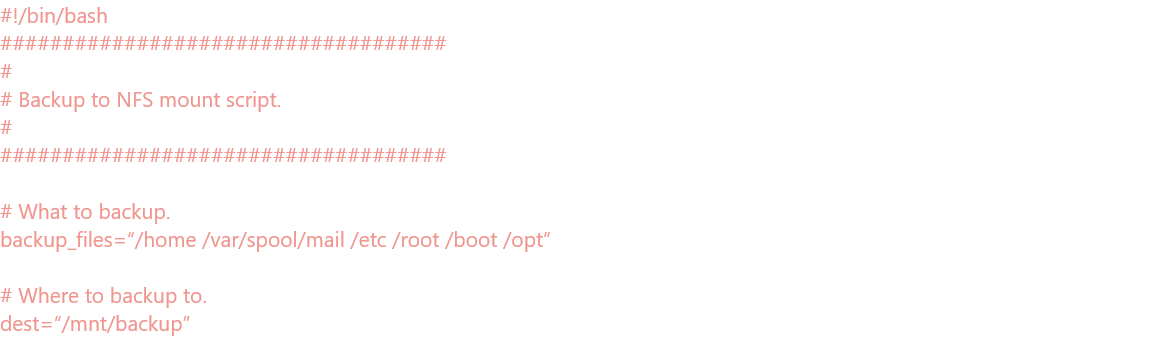 #!/bin/bash
####################################
#
# Backup to NFS mount script.
#
####################################
# What to backup.
backup_files=“/home /var/spool/mail /etc /root /boot /opt”
# Where to backup to.
dest=“/mnt/backup”